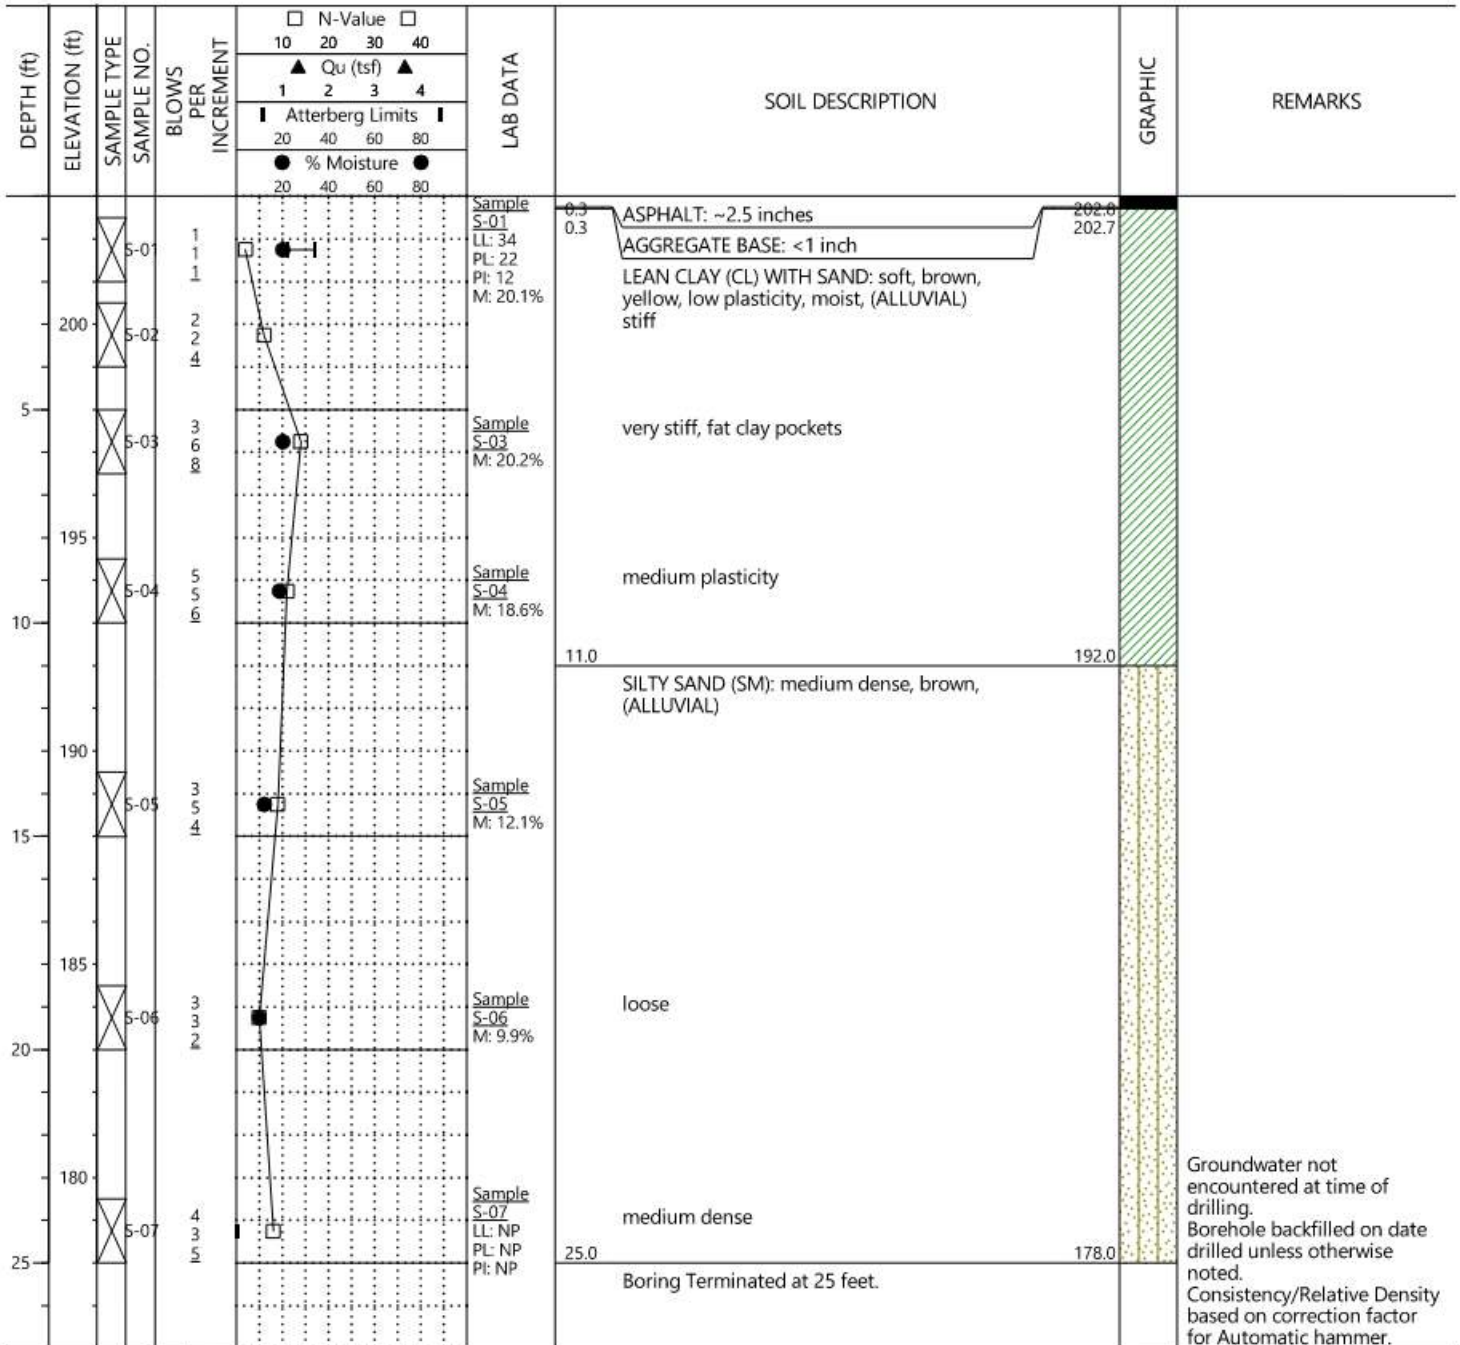 DEPTH (ft)
ELEVATION (ft)
SAMPLE TYPE
SAMPLE NO.
BLOWS
PER
INCREMENT
N-Value
10 20 30 40
Qu (tsf)
1 2 3 4
Atterberg Limits
20 40 60 80
% Moisture
20 40 60 80
LAB DATA
SOIL DESCRIPTION
GRAPHIC
REMARKS
S-01
1
1
1
Sample
S-01
LL: 34
PL: 22
PI: 12
M: 20.1%
0.3
0.3
ASPHALT: ~2.5 inches
AGGREGATE BASE: <1 inch
202.8
202.7
LEAN CLAY (CL) WITH SAND: soft, brown,
yellow, low plasticity, moist, (ALLUVIAL)
stiff
200
S-02
2
2
4
5
S-03
3
6
8
Sample
S-03
M: 20.2%
very stiff, fat clay pockets
195
S-04
5
5
6
Sample
S-04
M: 18.6%
medium plasticity
10
11.0
192.0
SILTY SAND (SM): medium dense, brown,
(ALLUVIAL)
190
S-05
3
5
4
Sample
S-05
M: 12.1%
15
185
S-06
3
3
2
Sample
S-06
M: 9.9%
loose
20
180
S-07
4
3
5
Sample
S-07
LL: NP
PL: NP
PI: NP
medium dense
25
25.0
178.0
Boring Terminated at 25 feet.
Groundwater not
encountered at time of
drilling.
Borehole backfilled on date
drilled unless otherwise
noted.
Consistency/Relative Density
based on correction factor
for Automatic hammer.